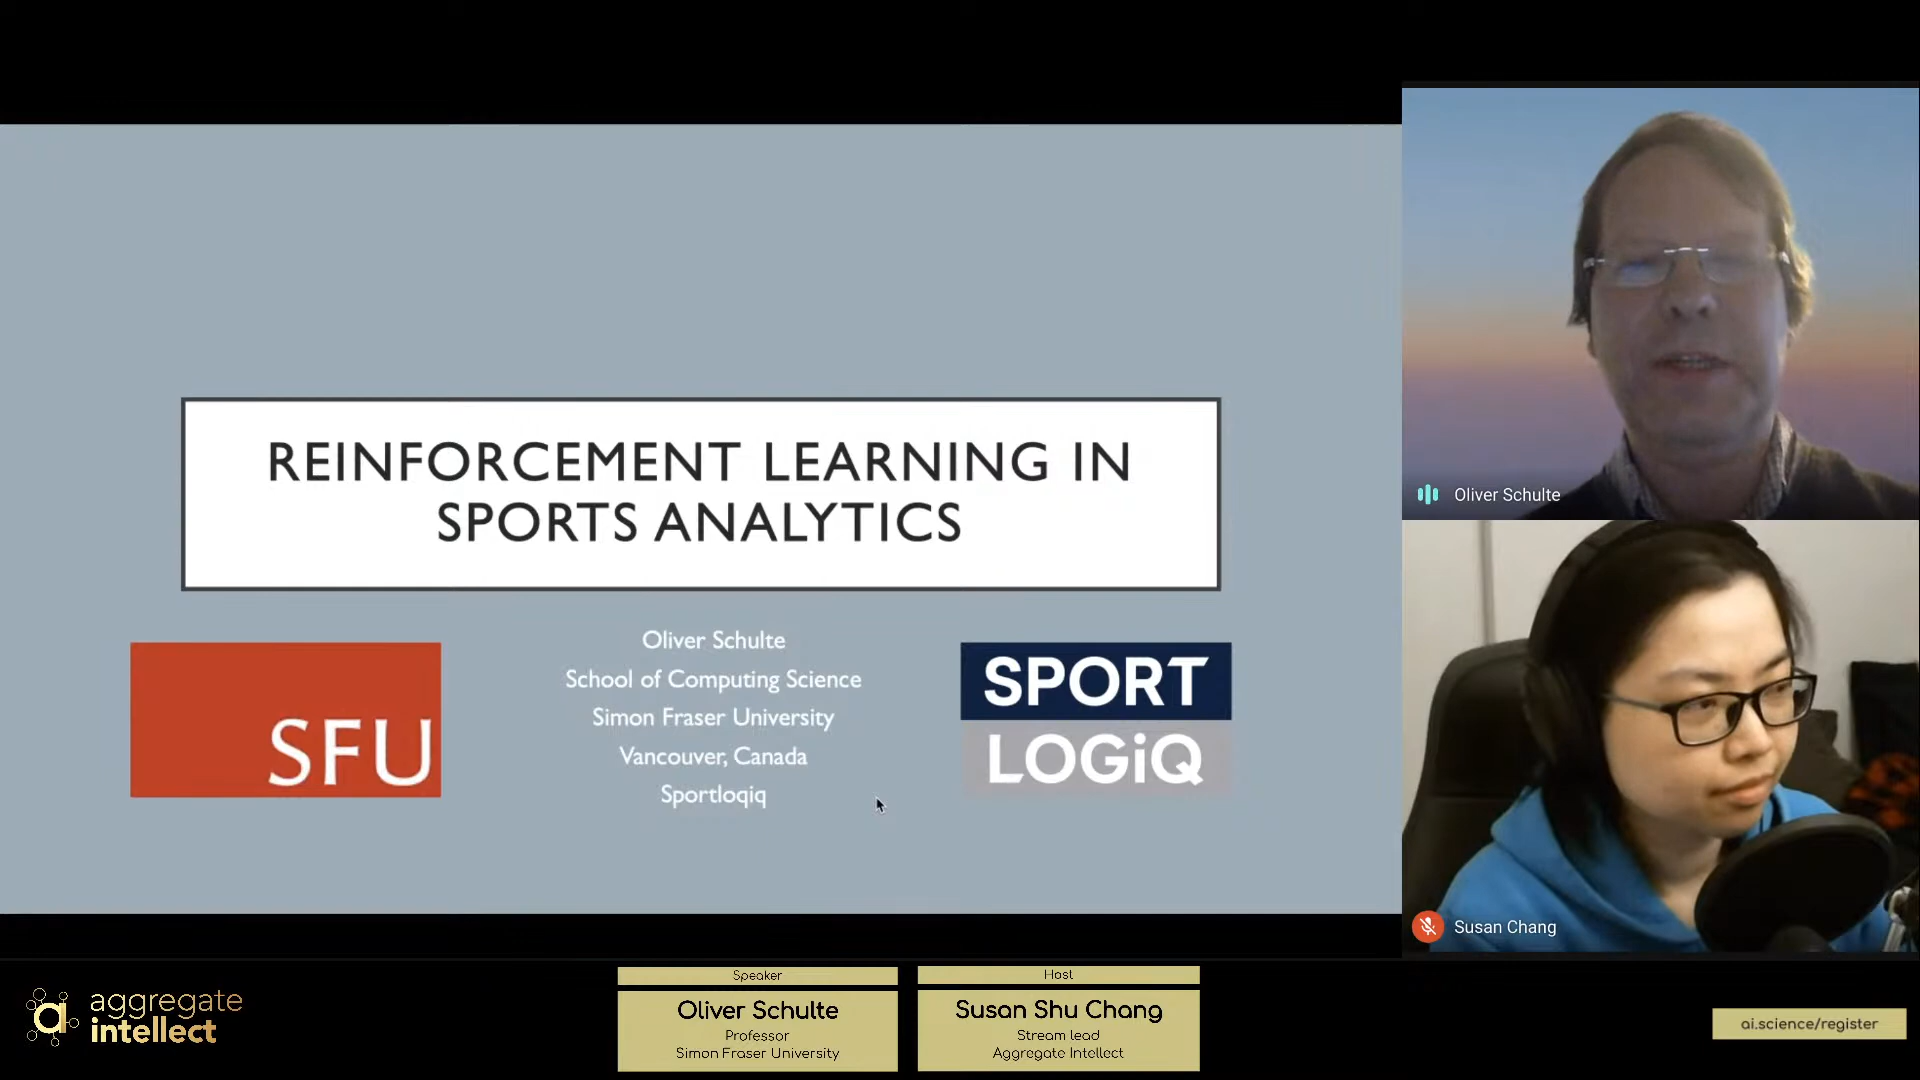 REINFORCEMENT LEARNING IN
SPORTS ANALYTICS
SFU
Oliver Schulte
School of Computing Science
Simon Fraser University
Vancouver, Canada
Sportloqiq
SPORT
LOGiQ
Oliver Schulte
Susan Chang
aggregate
intellect
Speaker
Oliver Schulte
Professor
Simon Fraser University
Host
Susan Shu Chang
Stream lead
Aggregate Intellect
ai.science/register